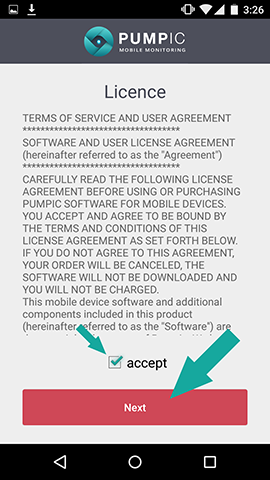 3:26
PUMPIC
MOBILE MONITORING
Licence
TERMS OF SERVICE AND USER AGREEMENT
***********************************
SOFTWARE AND USER LICENSE AGREEMENT
(hereinafter referred to as the "Agreement")
***********************************
CAREFULLY READ THE FOLLOWING LICENSE
AGREEMENT BEFORE USING OR PURCHASING
PUMPIC SOFTWARE FOR MOBILE DEVICES.
YOU ACCEPT AND AGREE TO BE BOUND BY
THE TERMS AND CONDITIONS OF THIS
LICENSE AGREEMENT AS SET FORTH BELOW.
IF YOU DO NOT AGREE TO THIS AGREEMENT,
YOUR ORDER WILL BE CANCELED, THE
SOFTWARE WILL NOT BE DOWNLOADED AND
YOU WILL NOT BE CHARGED.
This mobile device software and additional
components included in this product
(hereinafter referred to as the "Software") are
accept
Next